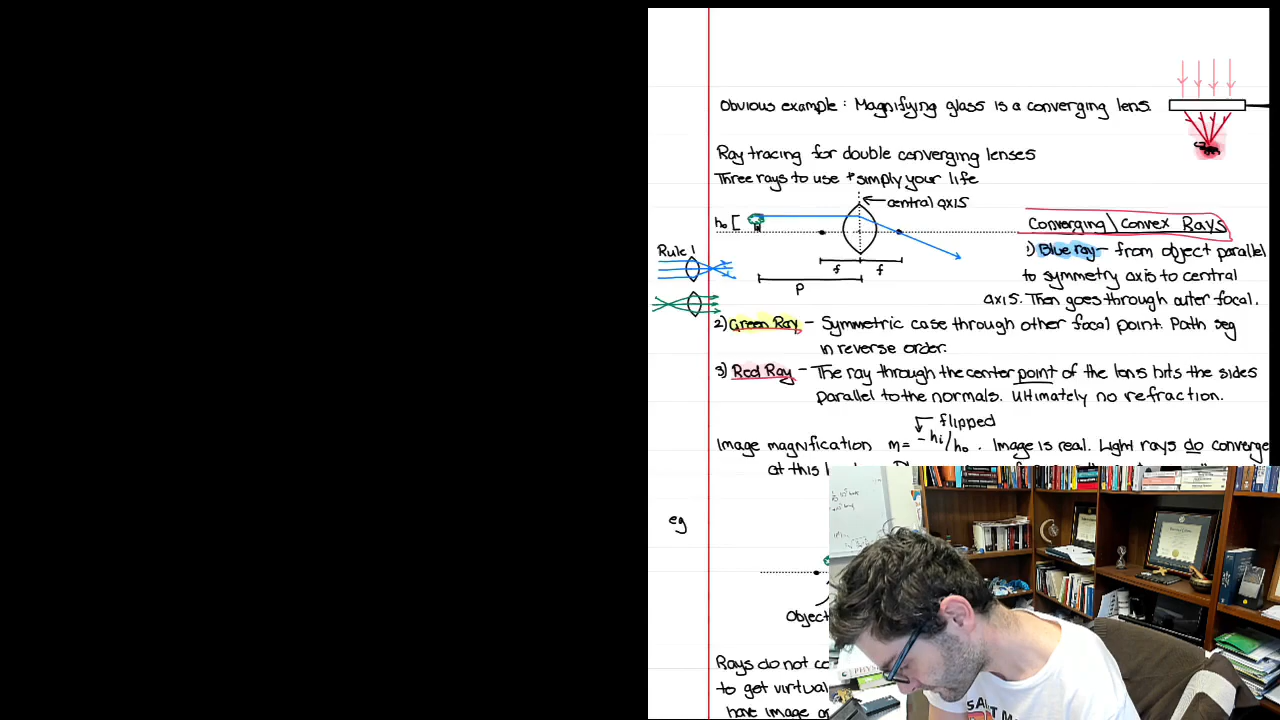 Obvious example: Magnifying glass is a converging lens.
Ray tracing for double converging lenses
Three rays to use + simply your life
central axis
h₀ [
Converging\Convex Rays
Rule 1
1) Blue ray - from object parallel
to symmetry axis to central
axis. Then goes through outer focal.
f f
p
2) Green Ray - Symmetric case through other focal point. Path seg
in reverse order.
3) Red Ray - The ray through the center point of the lens hits the sides
parallel to the normals. Ultimately no refraction.
flipped
Image magnification m = -hᵢ/h₀. Image is real. Light rays do converge
at this
eg
Object
Rays do not
to get virtual
have image